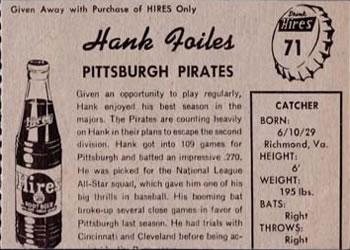 Given Away with Purchase of HIRES Only
Drink
Hires
71
Hank Foiles
PITTSBURGH PIRATES
Given an opportunity to play regularly,
Hank enjoyed his best season in the
majors. The Pirates are counting heavily
on Hank in their plans to escape the second
division. Hank got into 109 games for
Pittsburgh and batted an impressive .270.
He was picked for the National League
All-Star squad, which gave him one of his
big thrills in baseball. His booming bat
broke-up several close games in favor of
Pittsburgh last season. He had trials with
Cincinnati and Cleveland before being ac-
Hires
ROOT BEER
CATCHER
BORN:
6/10/29
Richmond, Va.
HEIGHT:
6'
WEIGHT:
195 lbs.
BATS:
Right
THROWS:
Right